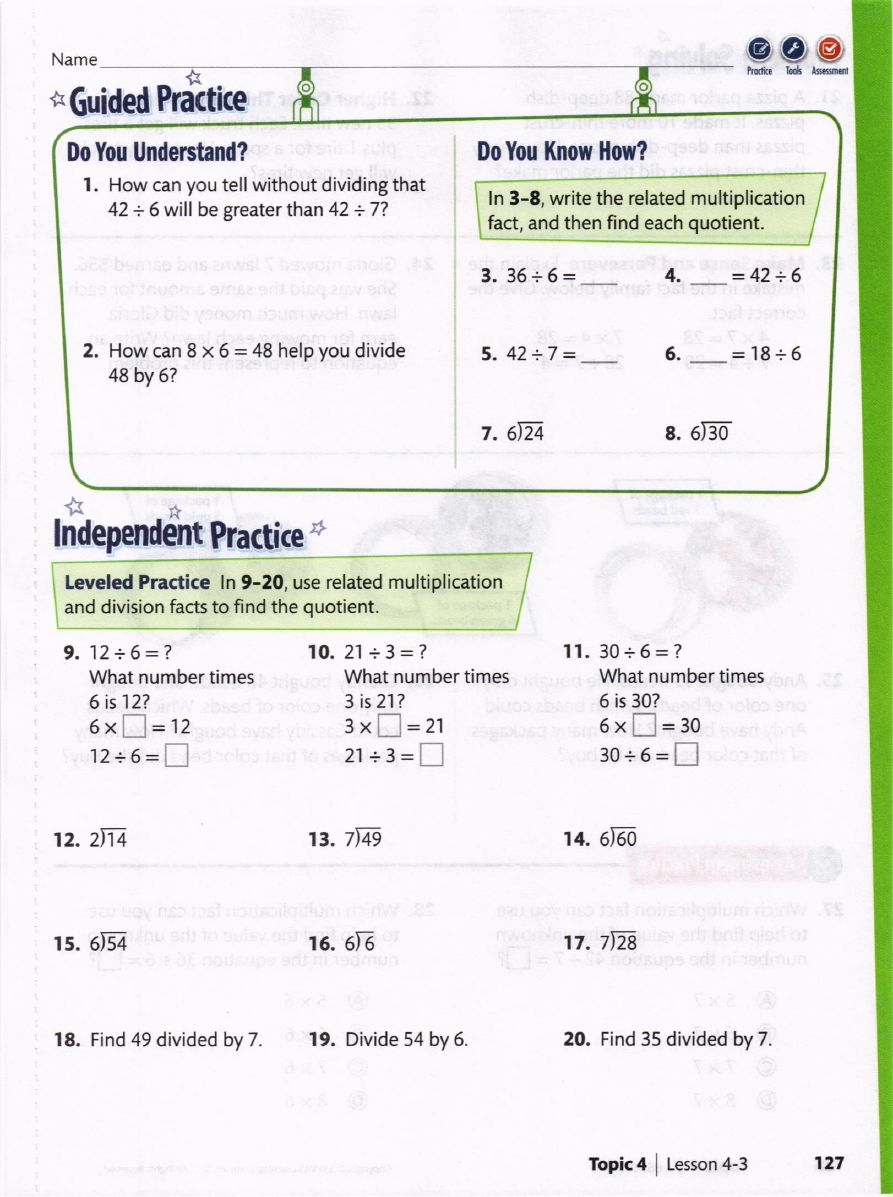 Name
Practice Tools Assessment
Guided Practice
Do You Understand?
1. How can you tell without dividing that
42 ÷ 6 will be greater than 42 ÷ 7?
2. How can 8 × 6 = 48 help you divide
48 by 6?
Do You Know How?
In 3–8, write the related multiplication
fact, and then find each quotient.
3. 36 ÷ 6 = ____ 4. ____ = 42 ÷ 6
5. 42 ÷ 7 = ____ 6. ____ = 18 ÷ 6
7. 6)24 8. 6)30
Independent Practice
Leveled Practice In 9–20, use related multiplication
and division facts to find the quotient.
9. 12 ÷ 6 = ? 10. 21 ÷ 3 = ? 11. 30 ÷ 6 = ?
What number times What number times What number times
6 is 12? 3 is 21? 6 is 30?
6 × □ = 12 3 × □ = 21 6 × □ = 30
12 ÷ 6 = □ 21 ÷ 3 = □ 30 ÷ 6 = □
12. 2)14 13. 7)49 14. 6)60
15. 6)54 16. 6)6 17. 7)28
18. Find 49 divided by 7. 19. Divide 54 by 6. 20. Find 35 divided by 7.
Topic 4 | Lesson 4-3 127